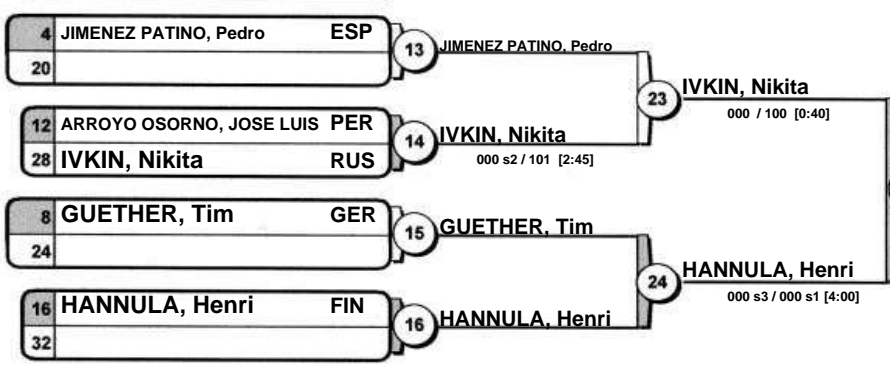 4 JIMENEZ PATINO, Pedro ESP
20
13
JIMENEZ PATINO, Pedro
12 ARROYO OSORNO, JOSE LUIS PER
28 IVKIN, Nikita RUS
14
IVKIN, Nikita
000 s2 / 101 [2:45]
23
IVKIN, Nikita
000 / 100 [0:40]
8 GUETHER, Tim GER
24
15
GUETHER, Tim
16 HANNULA, Henri FIN
32
16
HANNULA, Henri
24
HANNULA, Henri
000 s3 / 000 s1 [4:00]